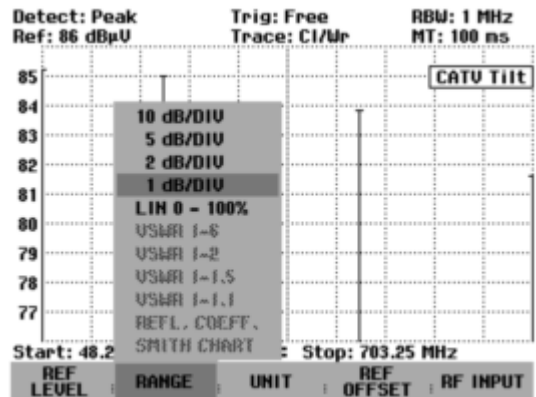 Detect: Peak Trig: Free RBW: 1 MHz
Ref: 86 dBµV Trace: Cl/Wr MT: 100 ms
CATV Tilt
85
84
83
82
81
80
79
78
77
10 dB/DIV
5 dB/DIV
2 dB/DIV
1 dB/DIV
LIN 0 - 100%
VSWR 1-6
VSWR 1-2
VSWR 1-1.5
VSWR 1-1.1
REFL. COEFF.
SMITH CHART
Start: 48.2 Stop: 703.25 MHz
REF LEVEL RANGE UNIT REF OFFSET RF INPUT